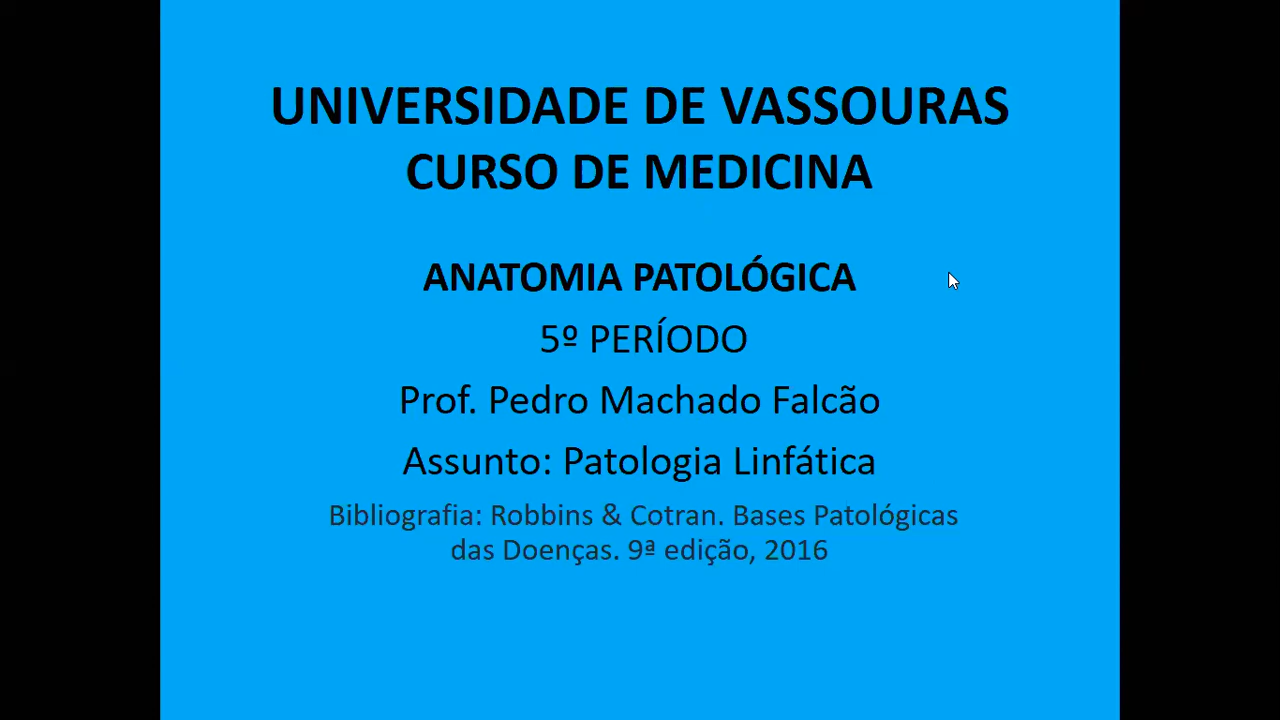 UNIVERSIDADE DE VASSOURAS
CURSO DE MEDICINA
ANATOMIA PATOLÓGICA
5º PERÍODO
Prof. Pedro Machado Falcão
Assunto: Patologia Linfática
Bibliografia: Robbins & Cotran. Bases Patológicas
das Doenças. 9ª edição, 2016